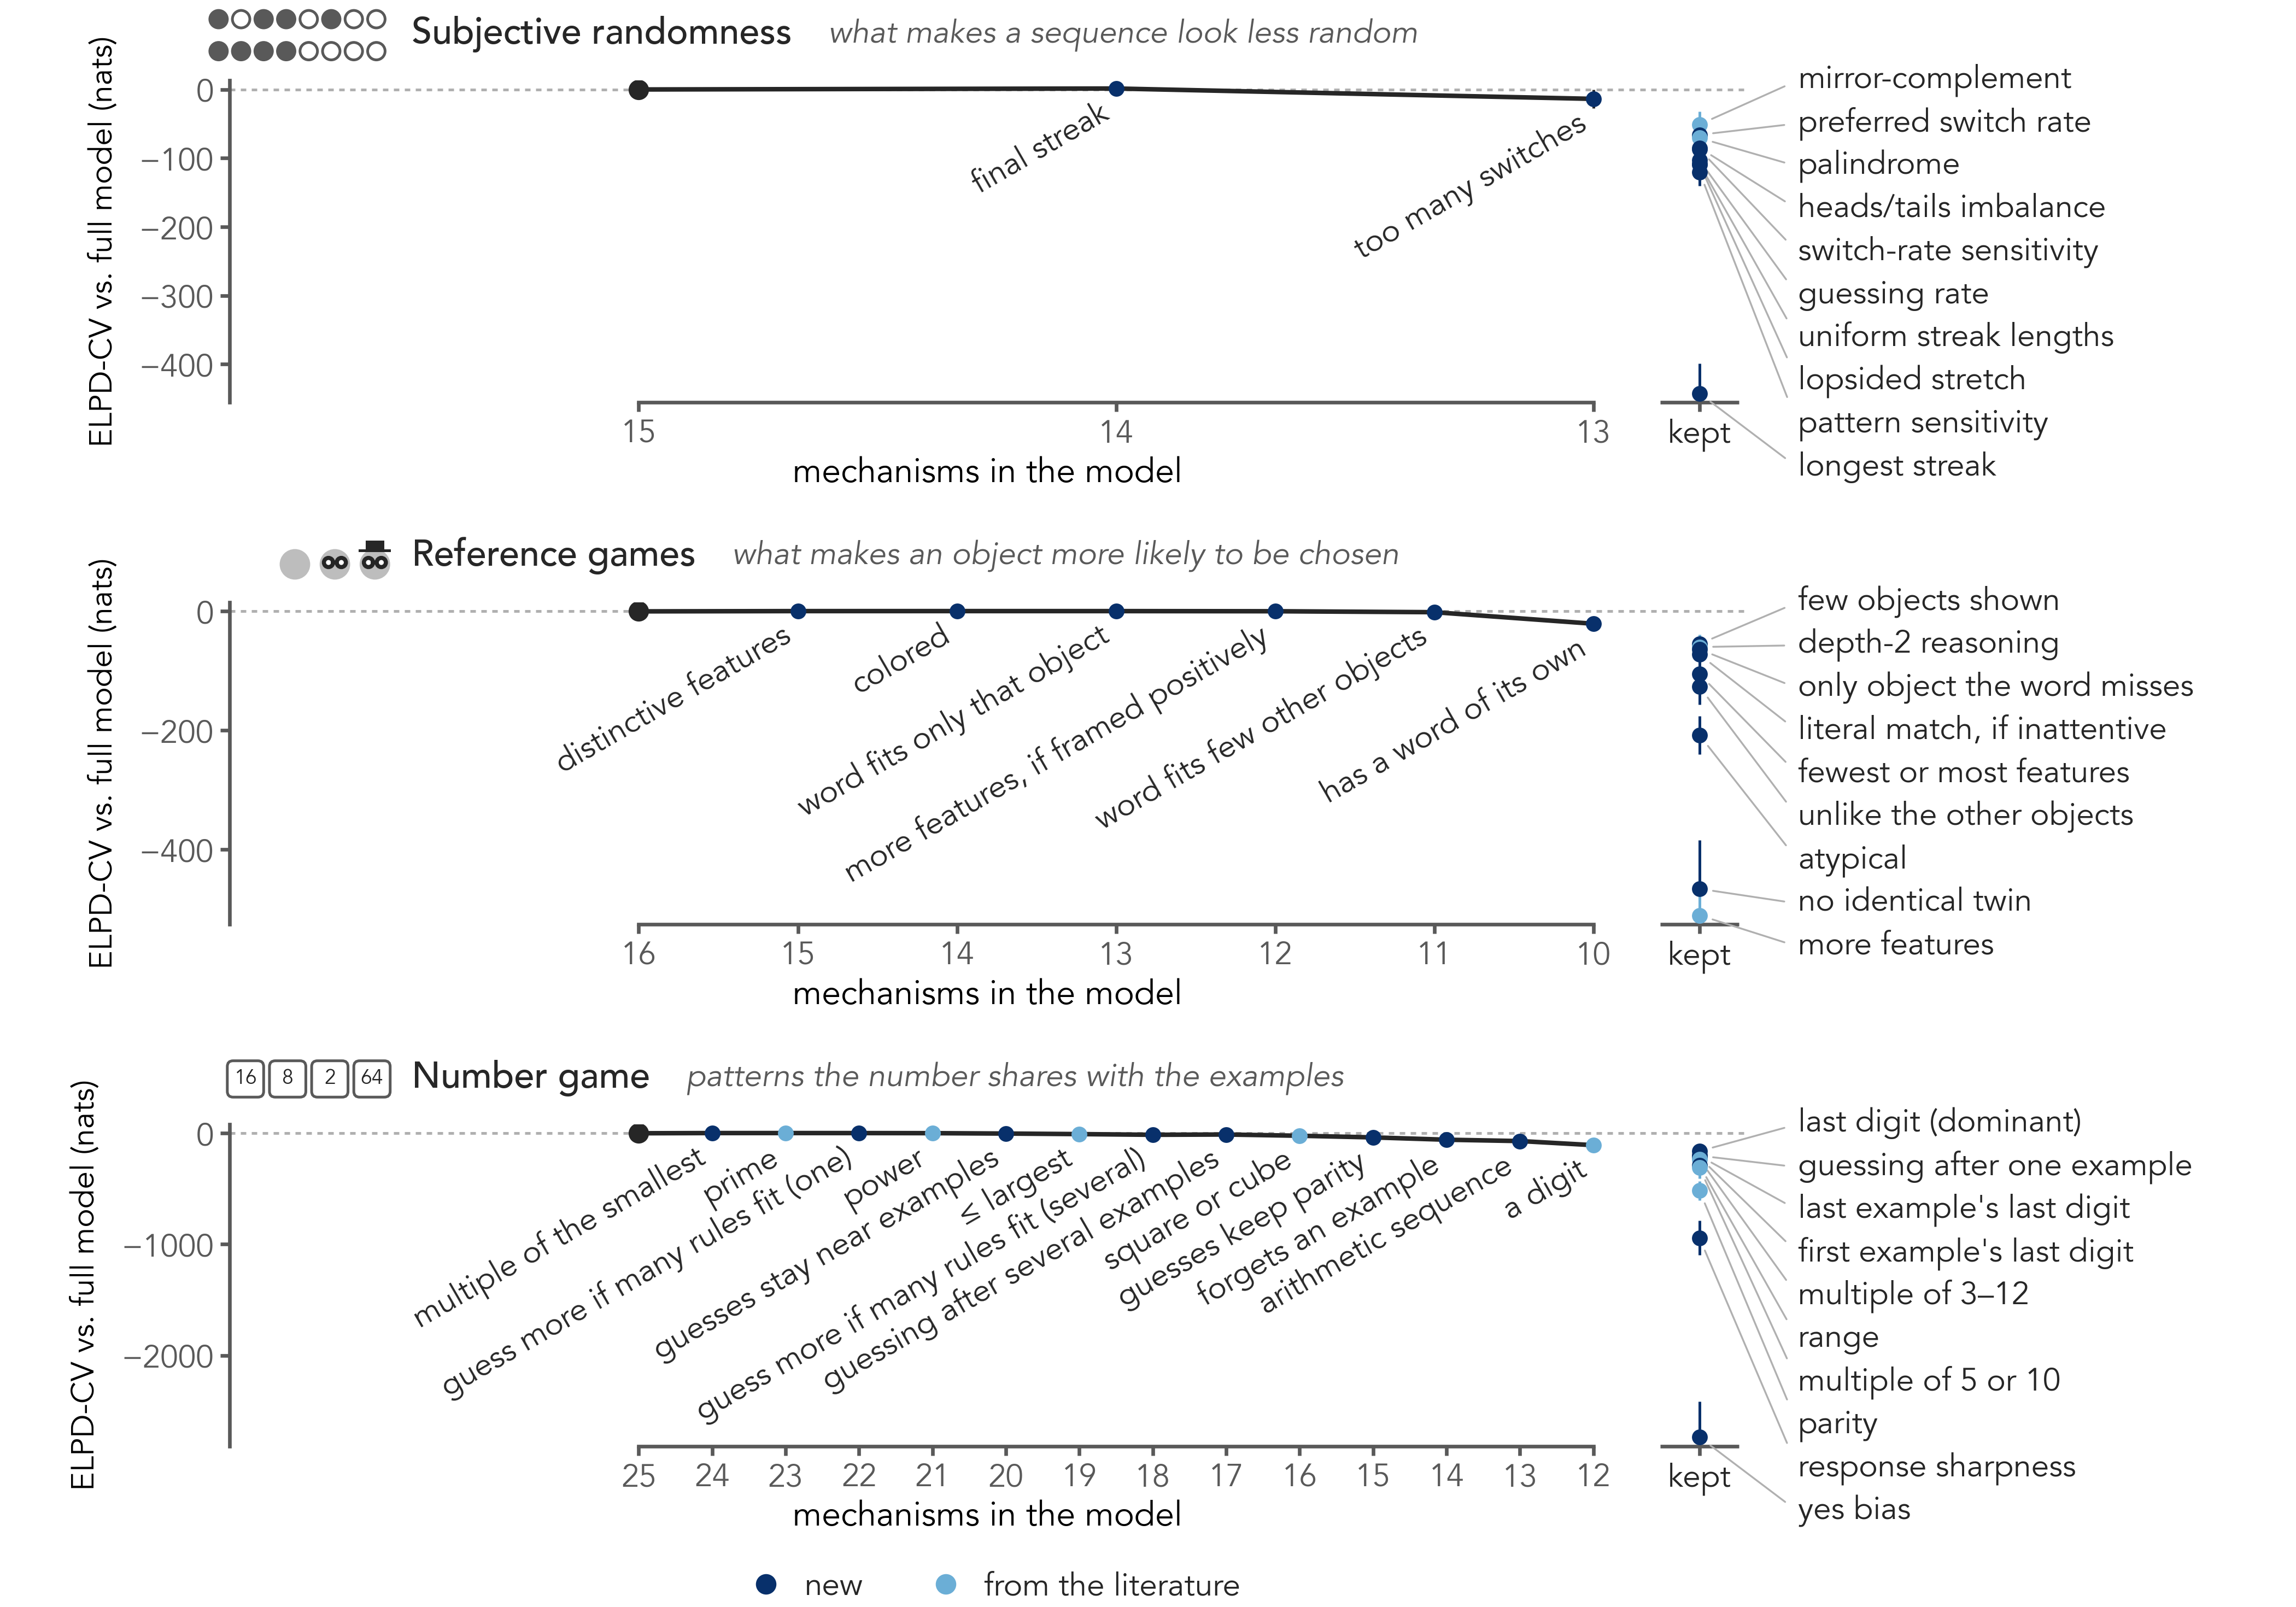 Subjective randomness what makes a sequence look less random
ELPD-CV vs. full model (nats)
0
−100
−200
−300
−400
final streak
too many switches
15 14 13
mechanisms in the model
kept
mirror-complement
preferred switch rate
palindrome
heads/tails imbalance
switch-rate sensitivity
guessing rate
uniform streak lengths
lopsided stretch
pattern sensitivity
longest streak
Reference games what makes an object more likely to be chosen
ELPD-CV vs. full model (nats)
0
−200
−400
distinctive features
colored
word fits only that object
more features, if framed positively
word fits few other objects
has a word of its own
16 15 14 13 12 11 10
mechanisms in the model
kept
few objects shown
depth-2 reasoning
only object the word misses
literal match, if inattentive
fewest or most features
unlike the other objects
atypical
no identical twin
more features
16 8 2 64
Number game patterns the number shares with the examples
ELPD-CV vs. full model (nats)
0
−1000
−2000
multiple of the smallest
prime
guess more if many rules fit (one)
power
guesses stay near examples
≤ largest
guess more if many rules fit (several)
guessing after several examples
square or cube
guesses keep parity
forgets an example
arithmetic sequence
a digit
25 24 23 22 21 20 19 18 17 16 15 14 13 12
mechanisms in the model
kept
last digit (dominant)
guessing after one example
last example's last digit
first example's last digit
multiple of 3–12
range
multiple of 5 or 10
parity
response sharpness
yes bias
new
from the literature